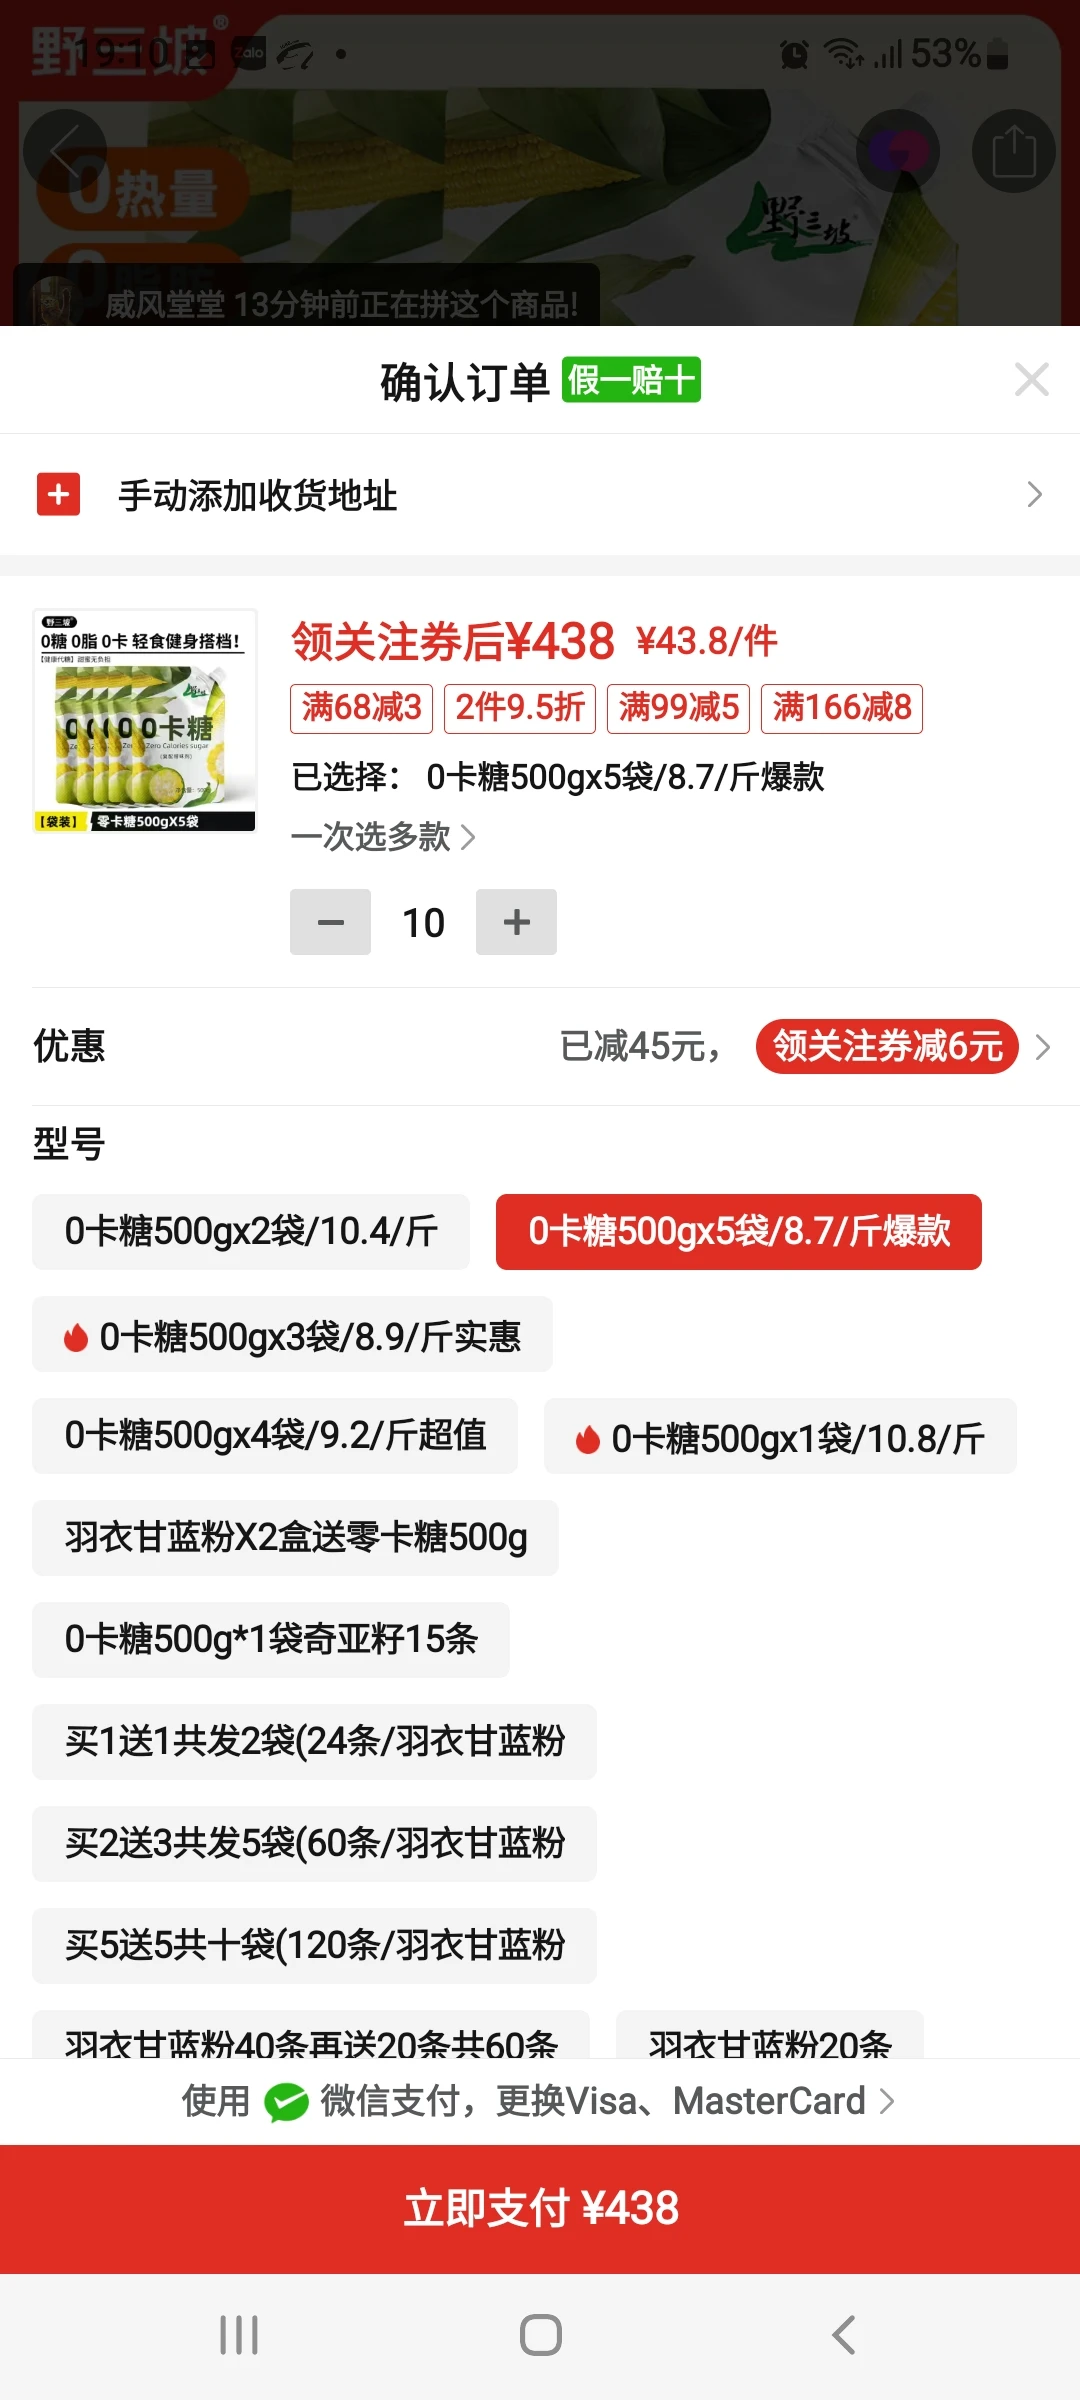 野三坡®
19:10
Zalo
53%
0热量
野三坡
威风堂堂 13分钟前正在拼这个商品!
确认订单 假一赔十
手动添加收货地址
野三坡
0糖 0脂 0卡 轻食健身搭档!
【健康代糖】甜蜜无负担
0卡糖
Zero Calories sugar
【袋装】 零卡糖500gX5袋
领关注券后¥438 ¥43.8/件
满68减3 2件9.5折 满99减5 满166减8
已选择： 0卡糖500gx5袋/8.7/斤爆款
一次选多款
10
优惠 已减45元， 领关注券减6元
型号
0卡糖500gx2袋/10.4/斤 0卡糖500gx5袋/8.7/斤爆款
0卡糖500gx3袋/8.9/斤实惠
0卡糖500gx4袋/9.2/斤超值 0卡糖500gx1袋/10.8/斤
羽衣甘蓝粉X2盒送零卡糖500g
0卡糖500g*1袋奇亚籽15条
买1送1共发2袋(24条/羽衣甘蓝粉
买2送3共发5袋(60条/羽衣甘蓝粉
买5送5共十袋(120条/羽衣甘蓝粉
羽衣甘蓝粉40条再送20条共60条 羽衣甘蓝粉20条
使用 微信支付，更换Visa、MasterCard
立即支付 ¥438